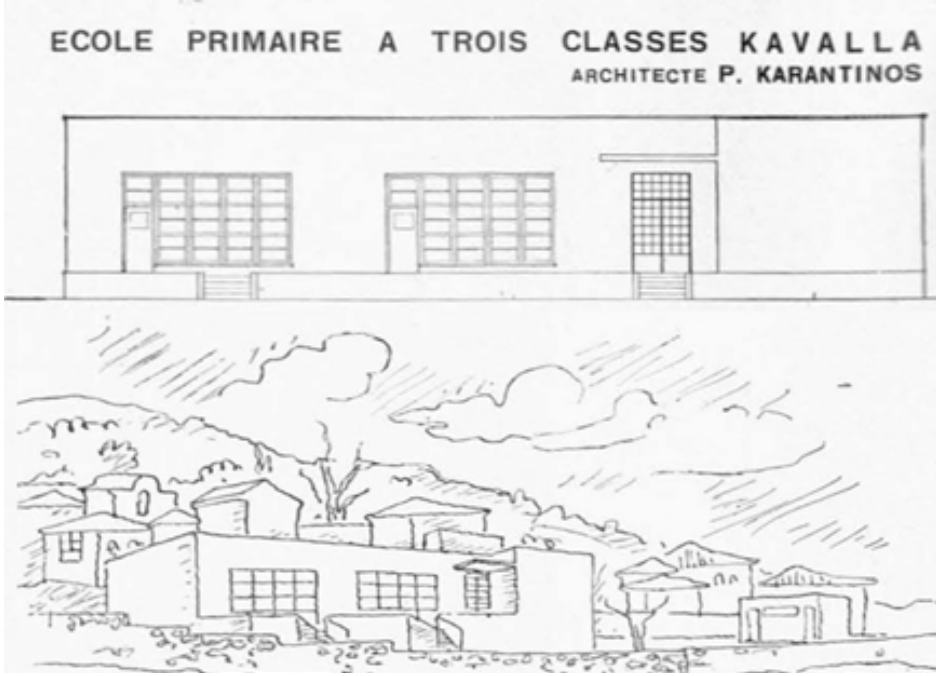 ECOLE PRIMAIRE A TROIS CLASSES KAVALLA
ARCHITECTE P. KARANTINOS